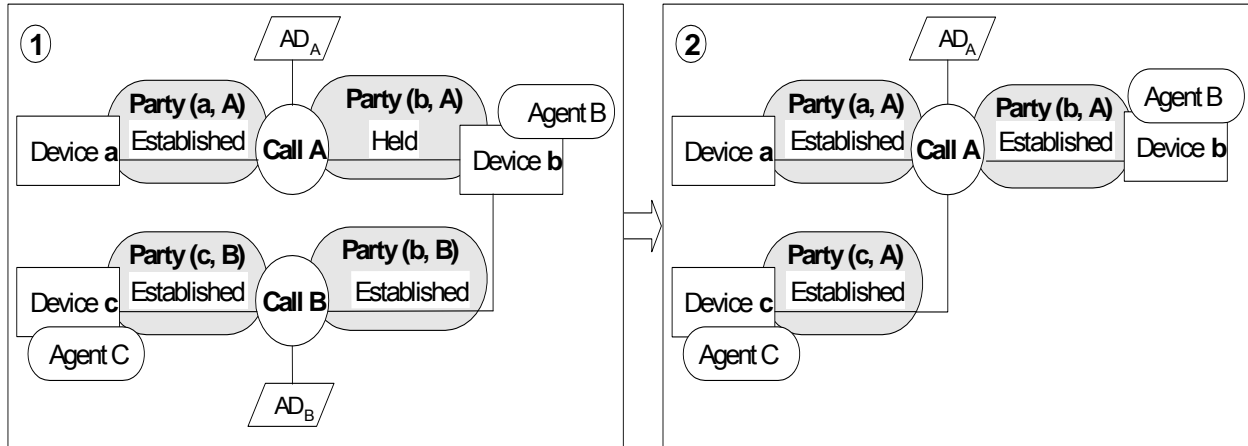 1
AD_A
Party (a, A)
Established
Party (b, A)
Held
Agent B
Device a
Call A
Device b
Party (c, B)
Established
Party (b, B)
Established
Device c
Call B
Agent C
AD_B
2
AD_A
Party (a, A)
Established
Party (b, A)
Established
Agent B
Device a
Call A
Device b
Party (c, A)
Established
Device c
Agent C